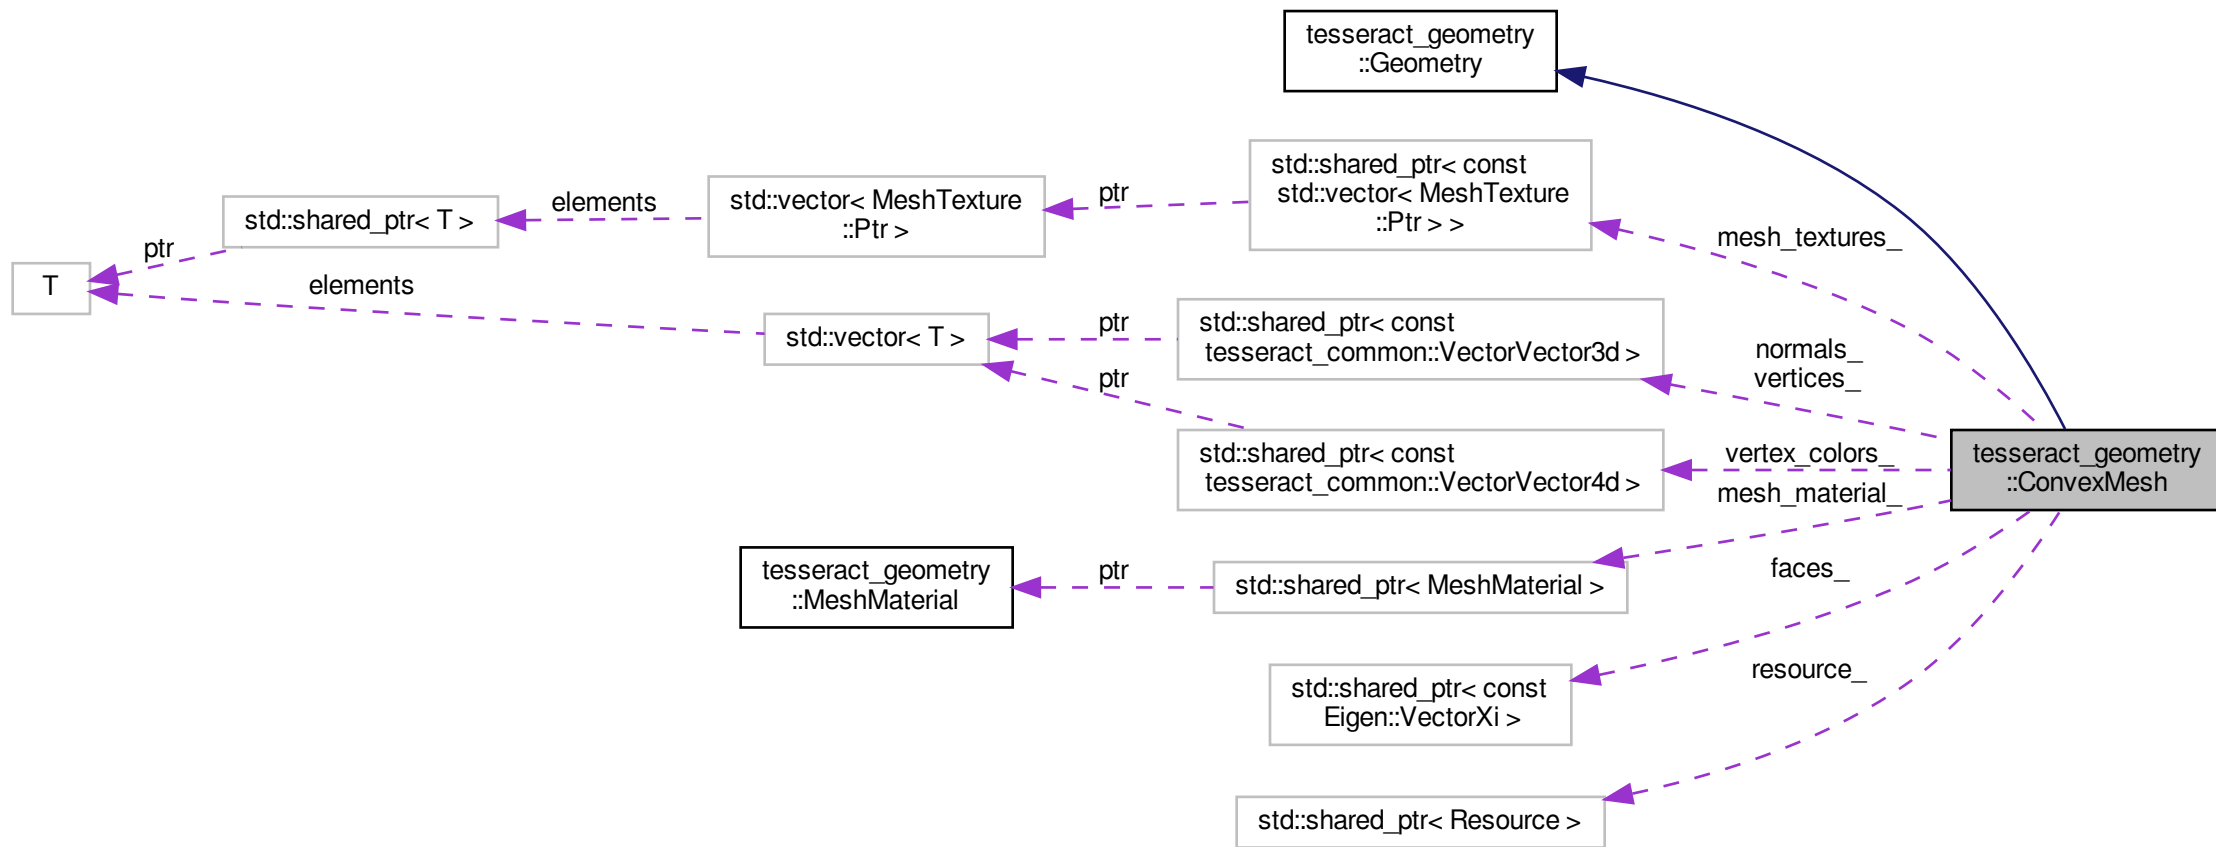 tesseract_geometry
::Geometry
std::shared_ptr< const
std::vector< MeshTexture
::Ptr > >
mesh_textures_
ptr
std::vector< MeshTexture
::Ptr >
elements
std::shared_ptr< T >
ptr
T
elements
std::vector< T >
ptr
std::shared_ptr< const
tesseract_common::VectorVector3d >
normals_
vertices_
ptr
std::shared_ptr< const
tesseract_common::VectorVector4d >
vertex_colors_
tesseract_geometry
::ConvexMesh
mesh_material_
tesseract_geometry
::MeshMaterial
ptr
std::shared_ptr< MeshMaterial >
faces_
std::shared_ptr< const
Eigen::VectorXi >
resource_
std::shared_ptr< Resource >